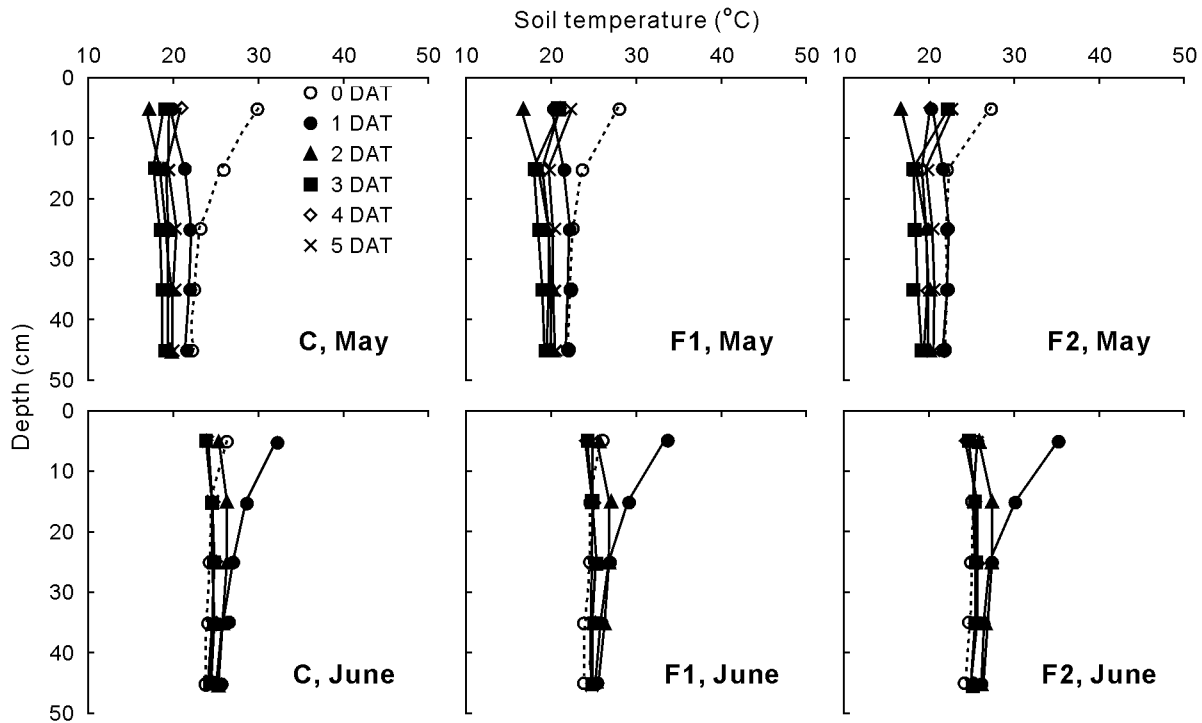 Soil temperature (°C)
10 20 30 40 50 10 20 30 40 50 10 20 30 40 50
0
10
20
30
40
50
0 DAT
1 DAT
2 DAT
3 DAT
4 DAT
5 DAT
C, May F1, May F2, May
Depth (cm)
0
10
20
30
40
50
C, June F1, June F2, June